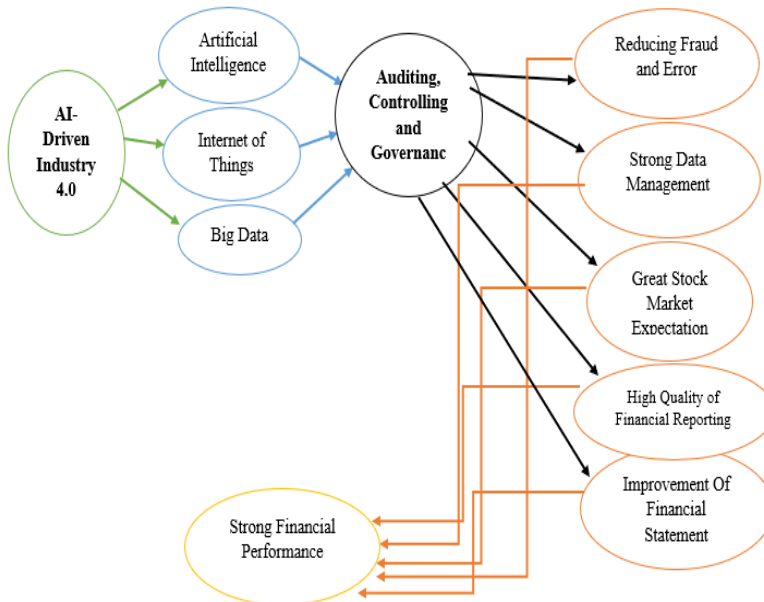 AI-
Driven
Industry
4.0
Artificial
Intelligence
Internet of
Things
Big Data
Auditing,
Controlling
and
Governanc
Reducing Fraud
and Error
Strong Data
Management
Great Stock
Market
Expectation
High Quality of
Financial Reporting
Improvement Of
Financial
Statement
Strong Financial
Performance